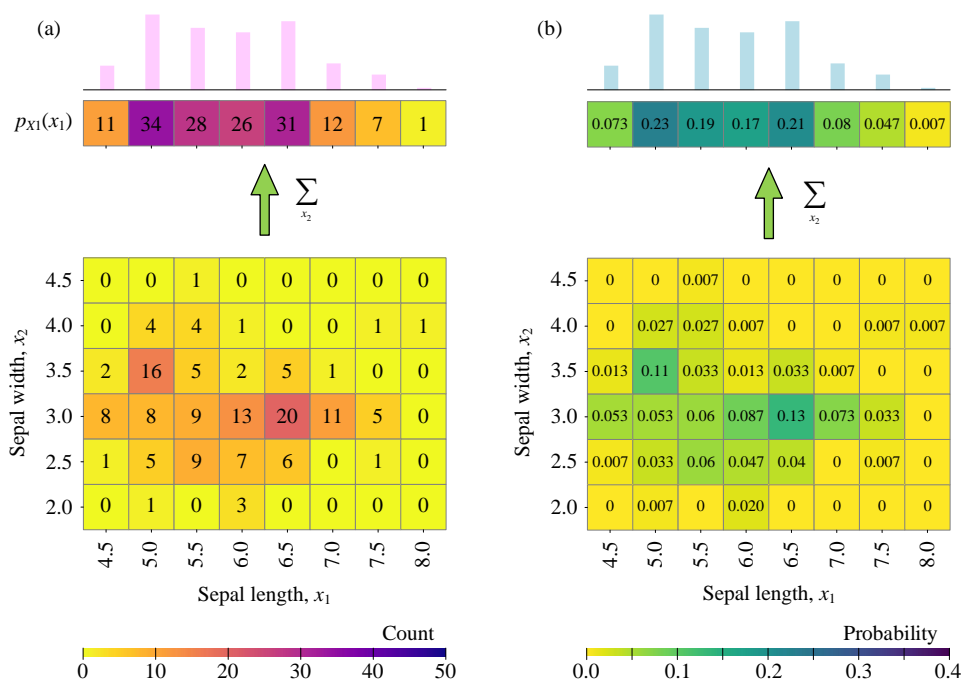 (a)
p_{X1}(x_1) 11 34 28 26 31 12 7 1
∑
x_2
Sepal width, x_2
4.5 0 0 1 0 0 0 0 0
4.0 0 4 4 1 0 0 1 1
3.5 2 16 5 2 5 1 0 0
3.0 8 8 9 13 20 11 5 0
2.5 1 5 9 7 6 0 1 0
2.0 0 1 0 3 0 0 0 0
4.5 5.0 5.5 6.0 6.5 7.0 7.5 8.0
Sepal length, x_1
Count
0 10 20 30 40 50
(b)
0.073 0.23 0.19 0.17 0.21 0.08 0.047 0.007
∑
x_2
Sepal width, x_2
4.5 0 0 0.007 0 0 0 0 0
4.0 0 0.027 0.027 0.007 0 0 0.007 0.007
3.5 0.013 0.11 0.033 0.013 0.033 0.007 0 0
3.0 0.053 0.053 0.06 0.087 0.13 0.073 0.033 0
2.5 0.007 0.033 0.06 0.047 0.04 0 0.007 0
2.0 0 0.007 0 0.020 0 0 0 0
4.5 5.0 5.5 6.0 6.5 7.0 7.5 8.0
Sepal length, x_1
Probability
0.0 0.1 0.2 0.3 0.4